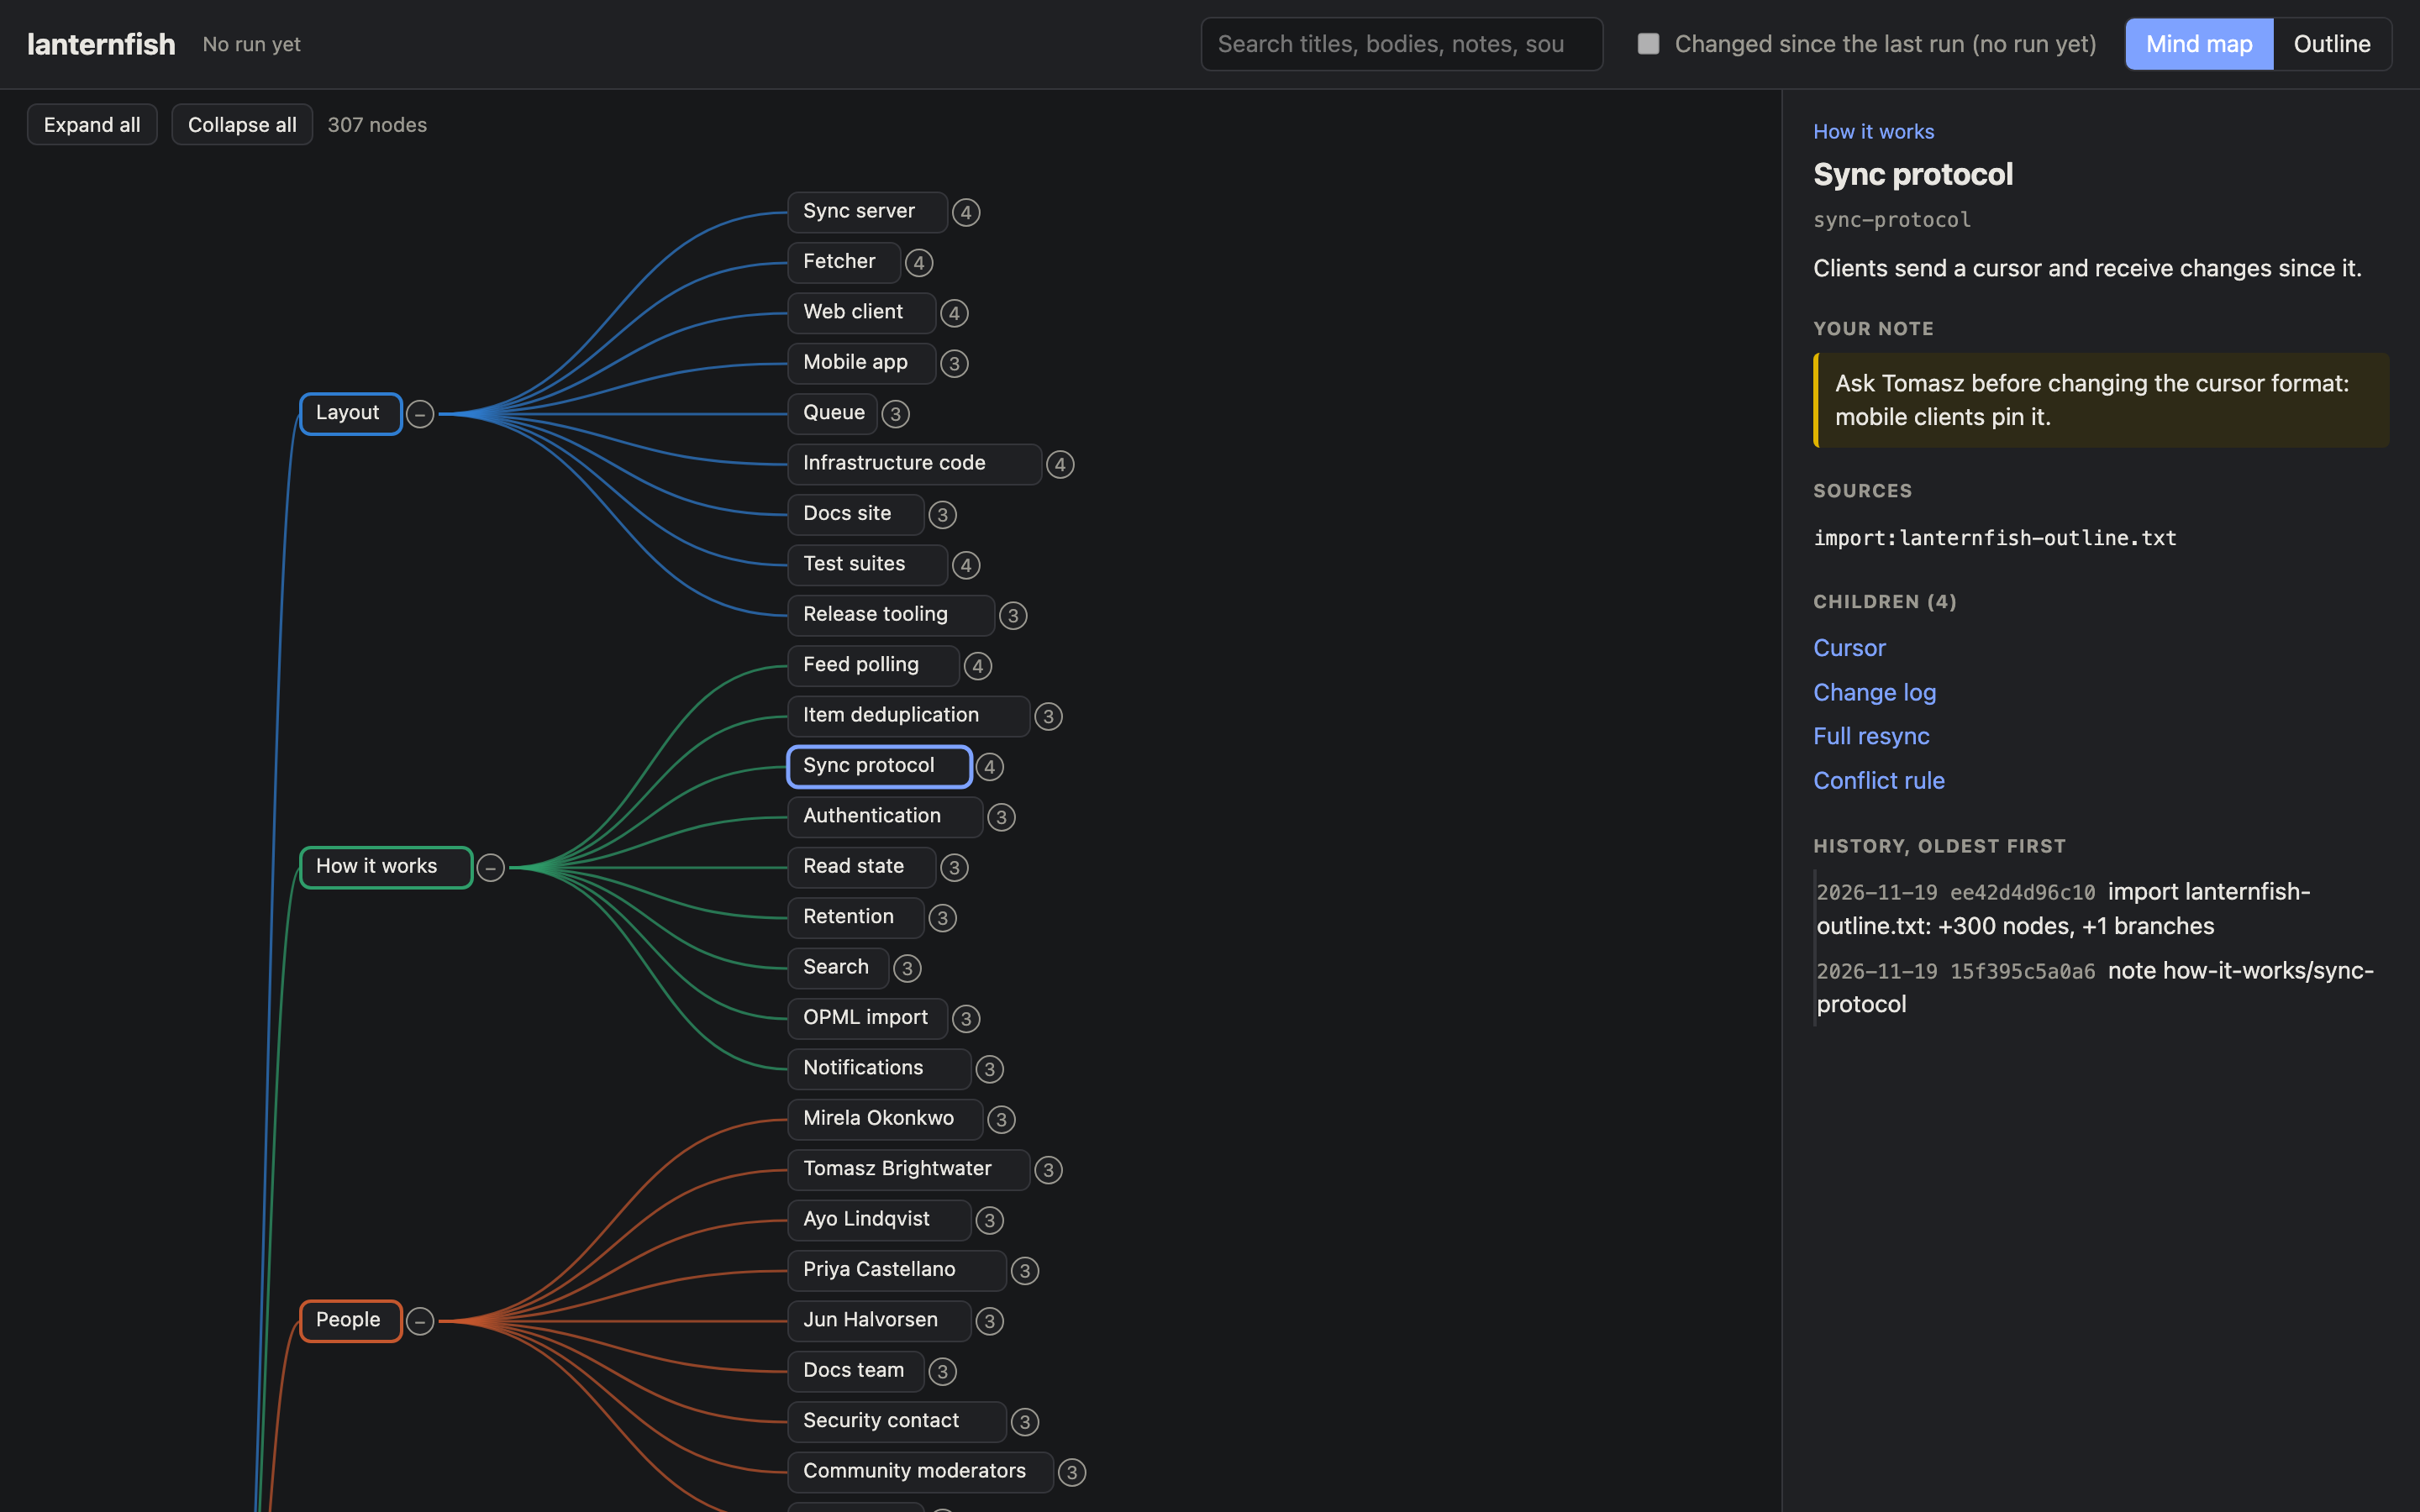 lanternfish
No run yet
Search titles, bodies, notes, sou
Changed since the last run (no run yet)
Mind map
Outline
Expand all
Collapse all
307 nodes
Layout
−
Sync server
4
Fetcher
4
Web client
4
Mobile app
3
Queue
3
Infrastructure code
4
Docs site
3
Test suites
4
Release tooling
3
How it works
−
Feed polling
4
Item deduplication
3
Sync protocol
4
Authentication
3
Read state
3
Retention
3
Search
3
OPML import
3
Notifications
3
People
−
Mirela Okonkwo
3
Tomasz Brightwater
3
Ayo Lindqvist
3
Priya Castellano
3
Jun Halvorsen
3
Docs team
3
Security contact
3
Community moderators
3
How it works
Sync protocol
sync-protocol
Clients send a cursor and receive changes since it.
YOUR NOTE
Ask Tomasz before changing the cursor format:
mobile clients pin it.
SOURCES
import:lanternfish-outline.txt
CHILDREN (4)
Cursor
Change log
Full resync
Conflict rule
HISTORY, OLDEST FIRST
2026-11-19 ee42d4d96c10 import lanternfish-
outline.txt: +300 nodes, +1 branches
2026-11-19 15f395c5a0a6 note how-it-works/sync-
protocol